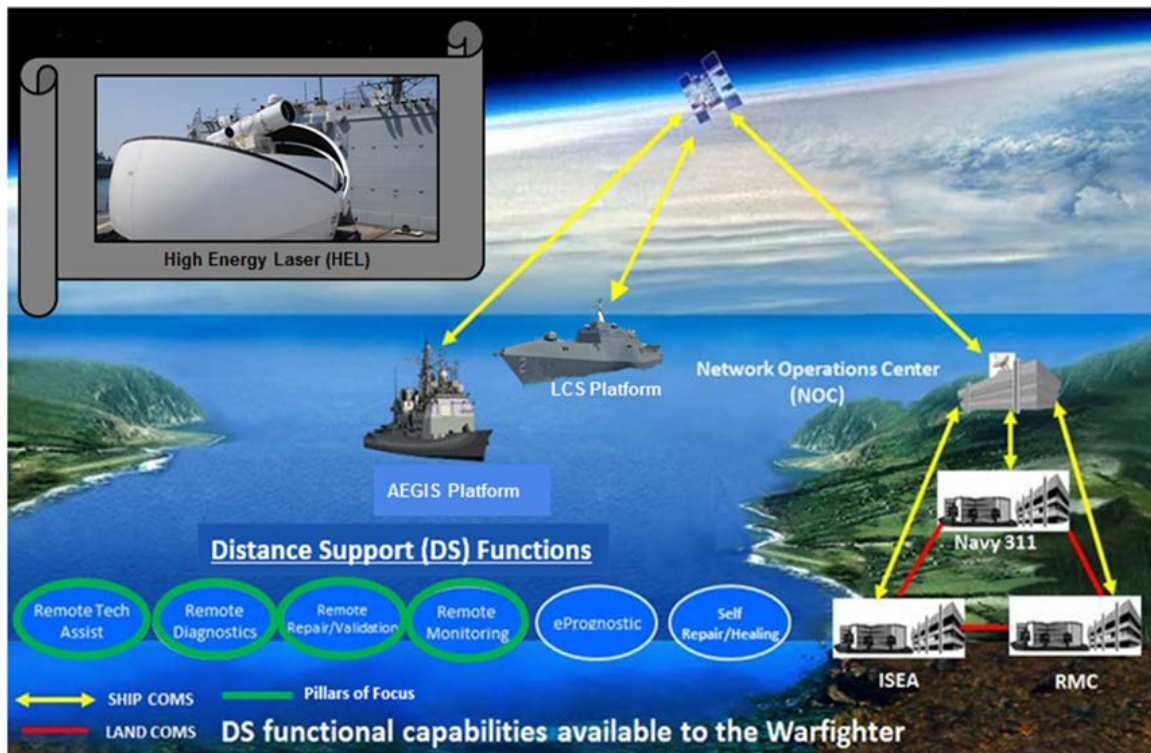 High Energy Laser (HEL)
LCS Platform
Network Operations Center
(NOC)
AEGIS Platform
Navy 311
Distance Support (DS) Functions
Remote Tech
Assist
Remote
Diagnostics
Remote
Repair/Validation
Remote
Monitoring
ePrognostic
Self
Repair/Healing
ISEA
RMC
SHIP COMS
Pillars of Focus
LAND COMS
DS functional capabilities available to the Warfighter
2